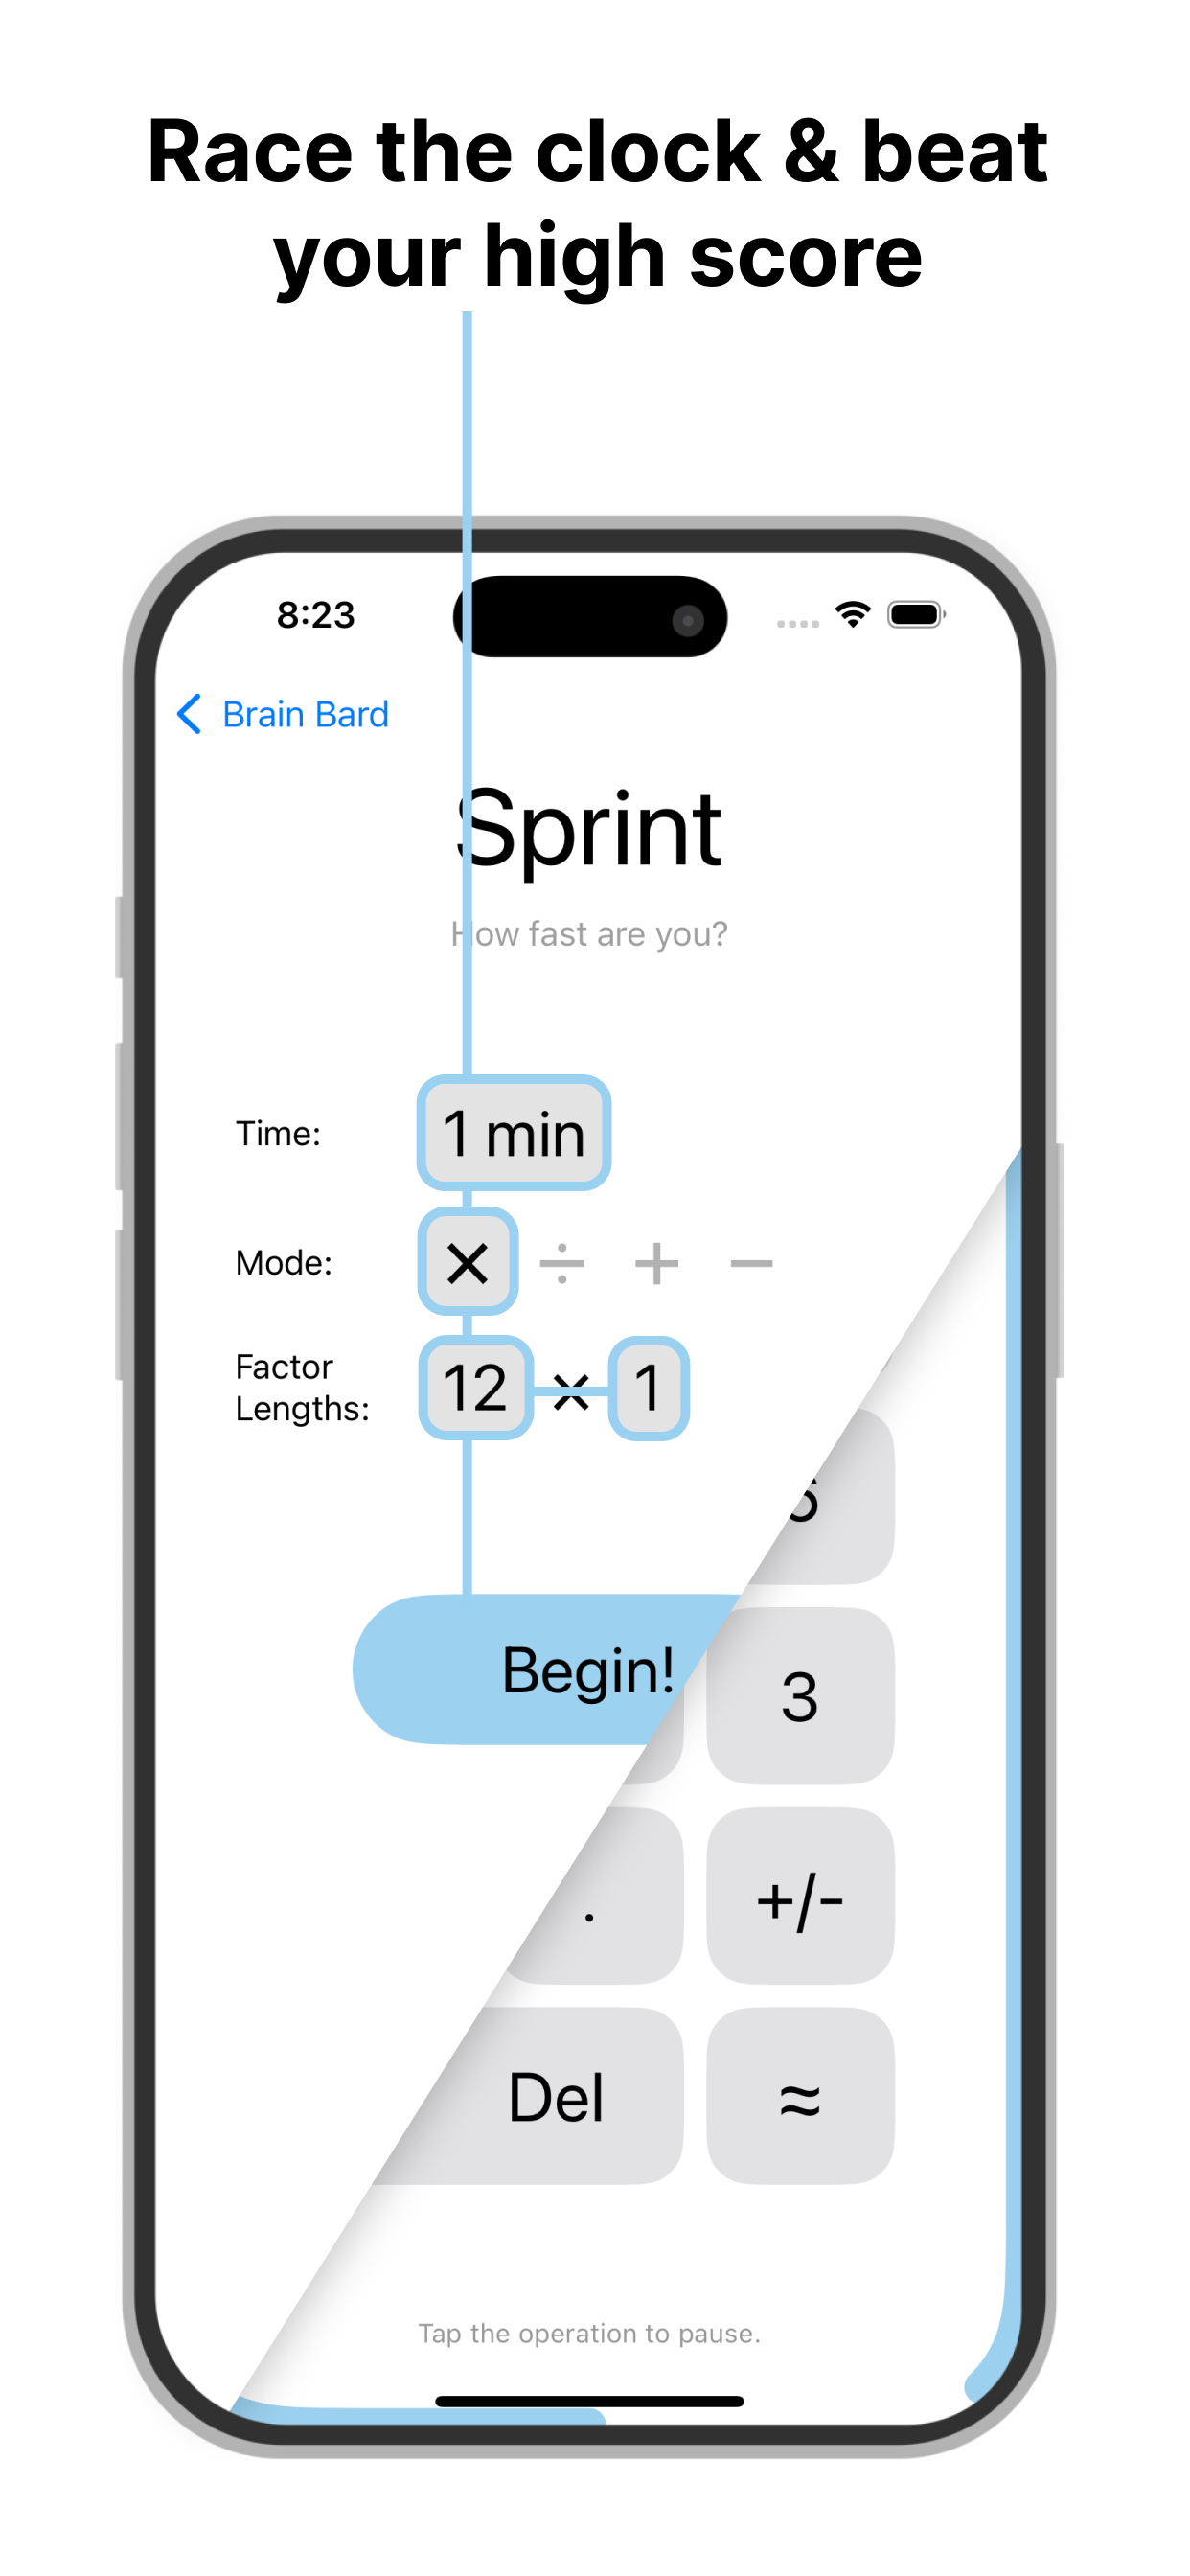 Race the clock & beat
your high score
8:23
Brain Bard
Sprint
How fast are you?
Time: 1 min
Mode: × ÷ + −
Factor
Lengths: 12 × 1
Begin!
3
. +/-
Del ≈
Tap the operation to pause.